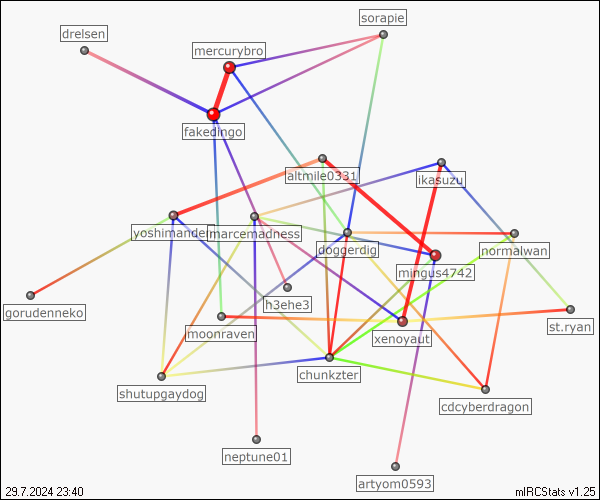 sorapie
drelsen
mercurybro
fakedingo
altmile0331
ikasuzu
yoshimander
marcemadness
doggerdig
normalwan
mingus4742
h3ehe3
gorudenneko
moonraven
xenoyaut
st.ryan
chunkzter
shutupgaydog
cdcyberdragon
neptune01
artyom0593
29.7.2024 23:40
mIRCStats v1.25